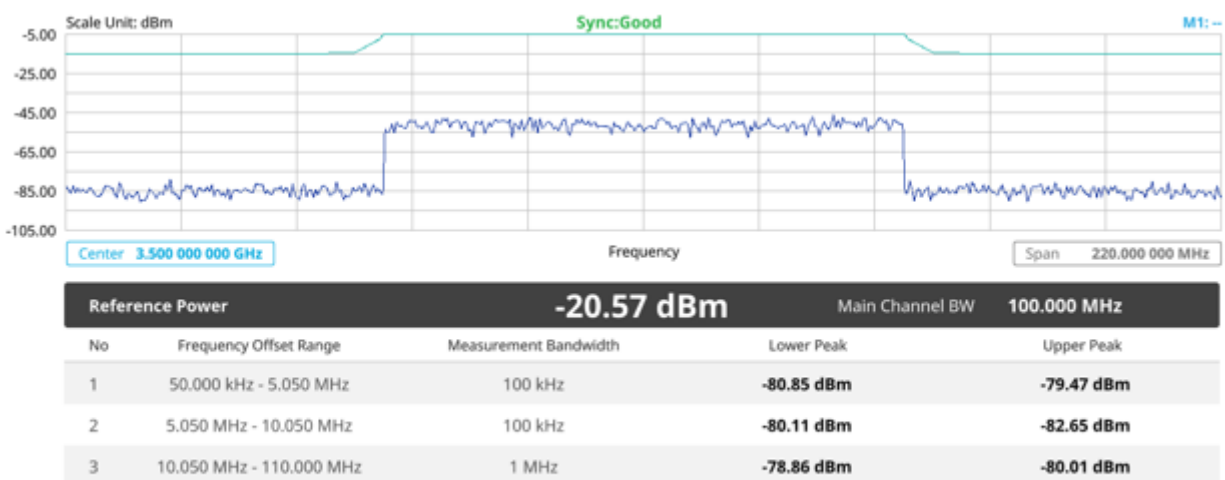 Scale Unit: dBm Sync:Good M1: --
-5.00
-25.00
-45.00
-65.00
-85.00
-105.00
Center 3.500 000 000 GHz Frequency Span 220.000 000 MHz
Reference Power -20.57 dBm Main Channel BW 100.000 MHz
No Frequency Offset Range Measurement Bandwidth Lower Peak Upper Peak
1 50.000 kHz - 5.050 MHz 100 kHz -80.85 dBm -79.47 dBm
2 5.050 MHz - 10.050 MHz 100 kHz -80.11 dBm -82.65 dBm
3 10.050 MHz - 110.000 MHz 1 MHz -78.86 dBm -80.01 dBm